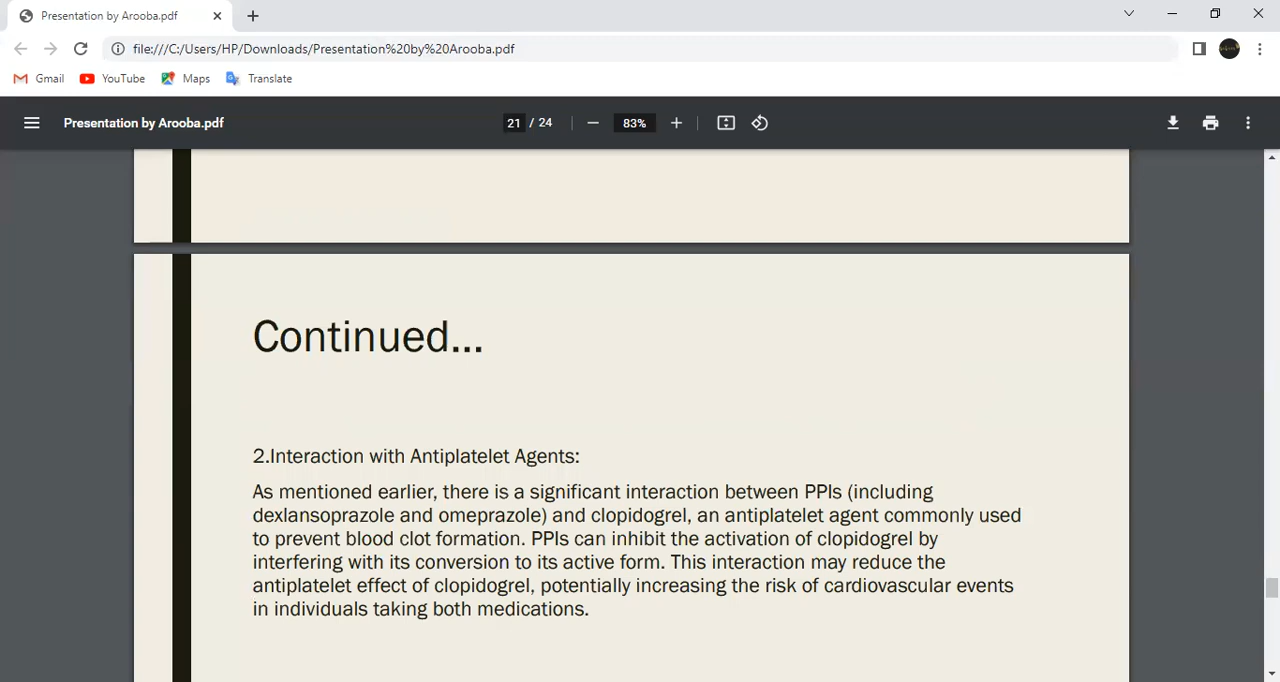 Presentation by Arooba.pdf
file:///C:/Users/HP/Downloads/Presentation%20by%20Arooba.pdf
Gmail YouTube Maps Translate
Presentation by Arooba.pdf 21 / 24 83%
Continued...
2.Interaction with Antiplatelet Agents:
As mentioned earlier, there is a significant interaction between PPIs (including
dexlansoprazole and omeprazole) and clopidogrel, an antiplatelet agent commonly used
to prevent blood clot formation. PPIs can inhibit the activation of clopidogrel by
interfering with its conversion to its active form. This interaction may reduce the
antiplatelet effect of clopidogrel, potentially increasing the risk of cardiovascular events
in individuals taking both medications.